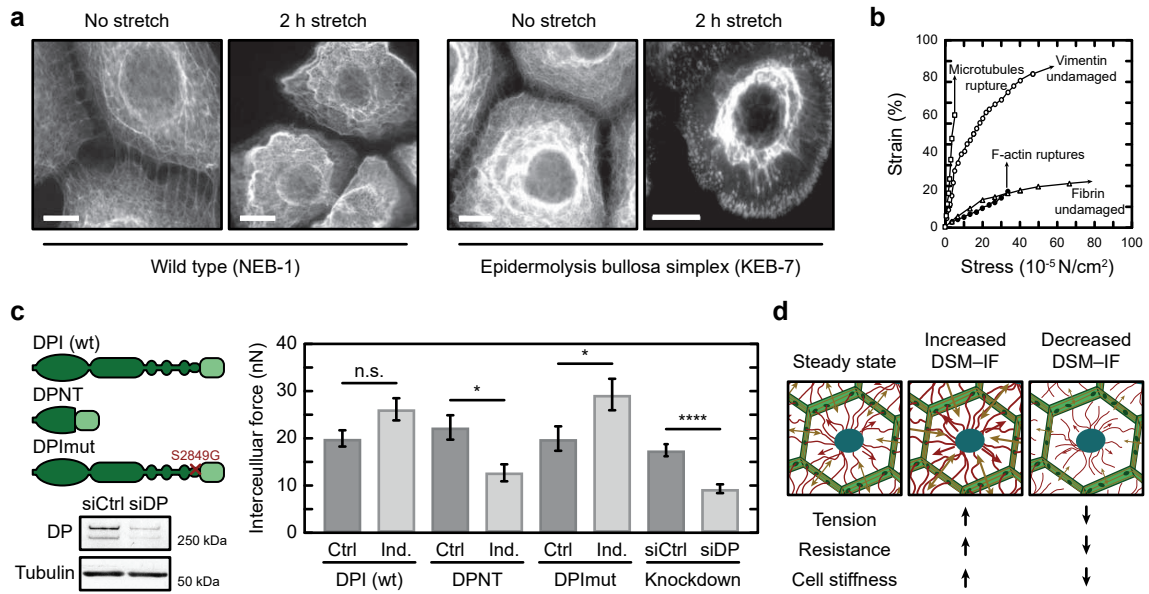 a
No stretch
2 h stretch
No stretch
2 h stretch
Wild type (NEB-1)
Epidermolysis bullosa simplex (KEB-7)
b
Strain (%)
100
80
60
40
20
0
Microtubules
rupture
Vimentin
undamaged
F-actin ruptures
Fibrin
undamaged
0 20 40 60 80 100
Stress (10-5 N/cm2)
c
DPI (wt)
DPNT
DPImut
S2849G
siCtrl siDP
DP
250 kDa
Tubulin
50 kDa
Intercelluular force (nN)
40
30
20
10
0
n.s.
*
*
****
Ctrl Ind. Ctrl Ind. Ctrl Ind. siCtrl siDP
DPI (wt) DPNT DPImut Knockdown
d
Steady state
Increased
DSM–IF
Decreased
DSM–IF
Tension
Resistance
Cell stiffness